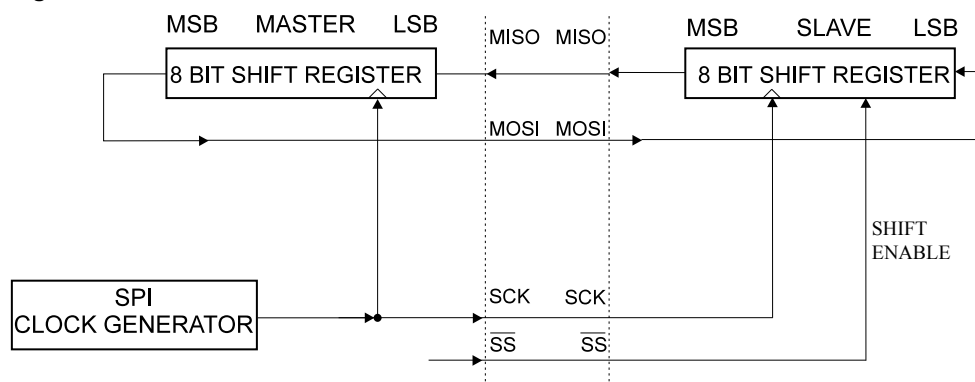 MSB MASTER LSB
MISO MISO
MSB SLAVE LSB
8 BIT SHIFT REGISTER
8 BIT SHIFT REGISTER
MOSI MOSI
SHIFT
ENABLE
SPI
CLOCK GENERATOR
SCK SCK
SS SS